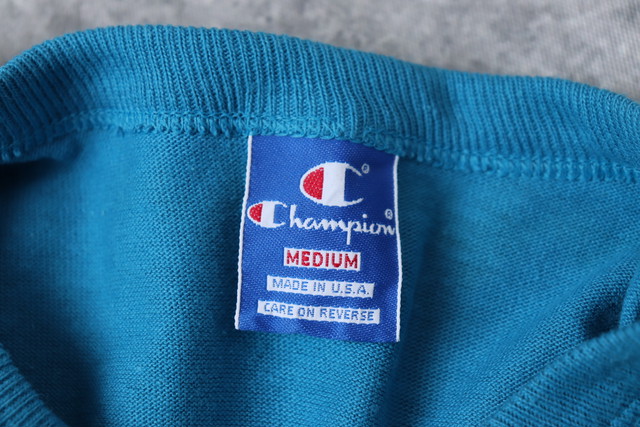 Champion®
MEDIUM
MADE IN U.S.A.
CARE ON REVERSE